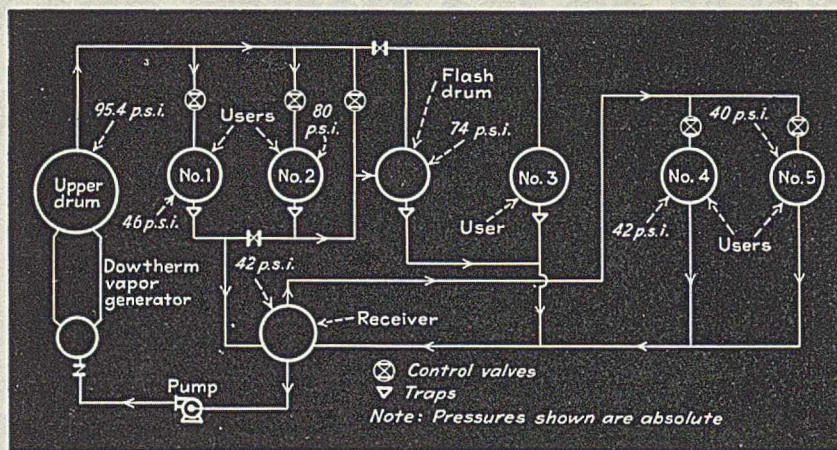 3
95.4 p.s.i.
Users
80
p.s.i.
Flash
drum
74 p.s.i.
40 p.s.i.
Upper
drum
No.1
No.2
No. 3
No. 4
No.5
46 p.s.i.
User
42 p.s.i.
Users
Dowtherm
vapor
generator
42 p.s.i.
Receiver
Pump
Control valves
Traps
Note: Pressures shown are absolute